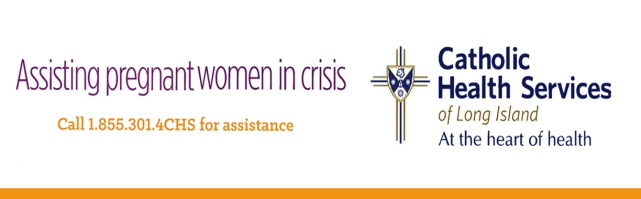 Assisting pregnant women in crisis
Call 1.855.301.4CHS for assistance
Catholic
Health Services
of Long Island
At the heart of health